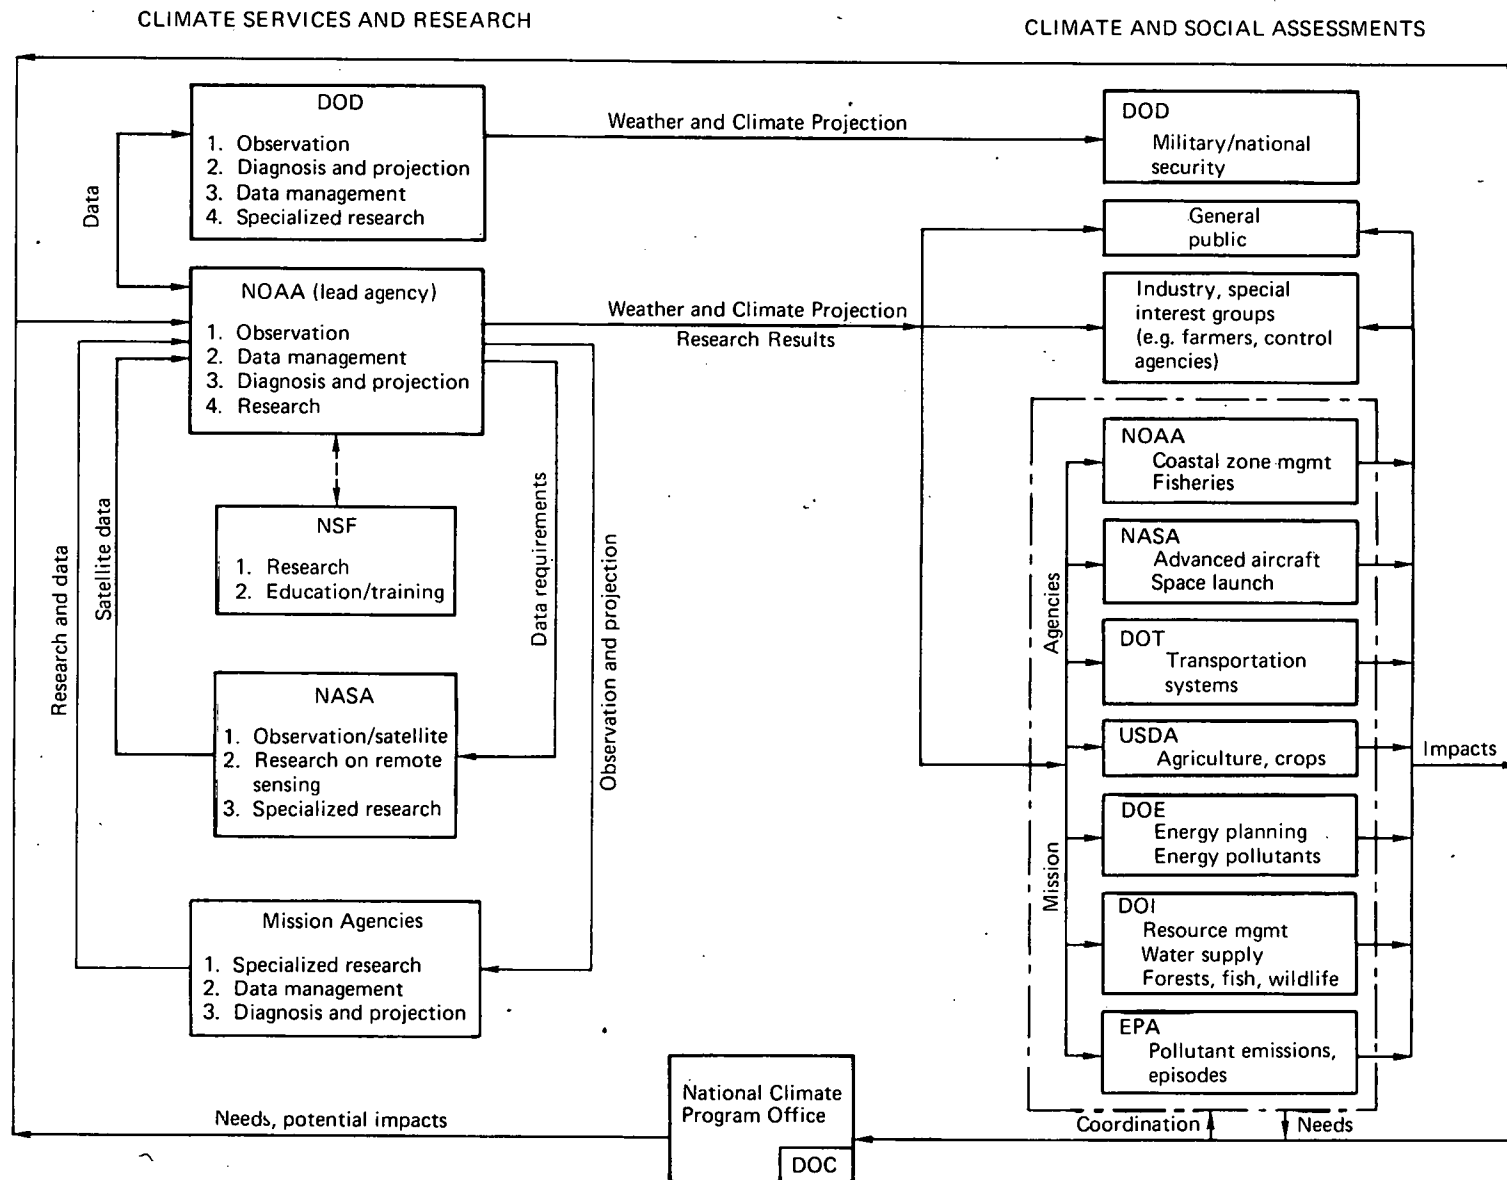 CLIMATE SERVICES AND RESEARCH
CLIMATE AND SOCIAL ASSESSMENTS
DOD
1. Observation
2. Diagnosis and projection
3. Data management
4. Specialized research
Weather and Climate Projection
DOD
Military/national
security
Data
General
public
NOAA (lead agency)
1. Observation
2. Data management
3. Diagnosis and projection
4. Research
Weather and Climate Projection
Research Results
Industry, special
interest groups
(e.g. farmers, control
agencies)
NSF
1. Research
2. Education/training
Research and data
Satellite data
Data requirements
Observation and projection
NASA
1. Observation/satellite
2. Research on remote
sensing
3. Specialized research
Mission Agencies
1. Specialized research
2. Data management
3. Diagnosis and projection
Mission Agencies
NOAA
Coastal zone mgmt
Fisheries
NASA
Advanced aircraft
Space launch
DOT
Transportation
systems
USDA
Agriculture, crops
DOE
Energy planning
Energy pollutants
DOI
Resource mgmt
Water supply
Forests, fish, wildlife
EPA
Pollutant emissions,
episodes
Impacts
Needs, potential impacts
National Climate
Program Office
DOC
Coordination
Needs